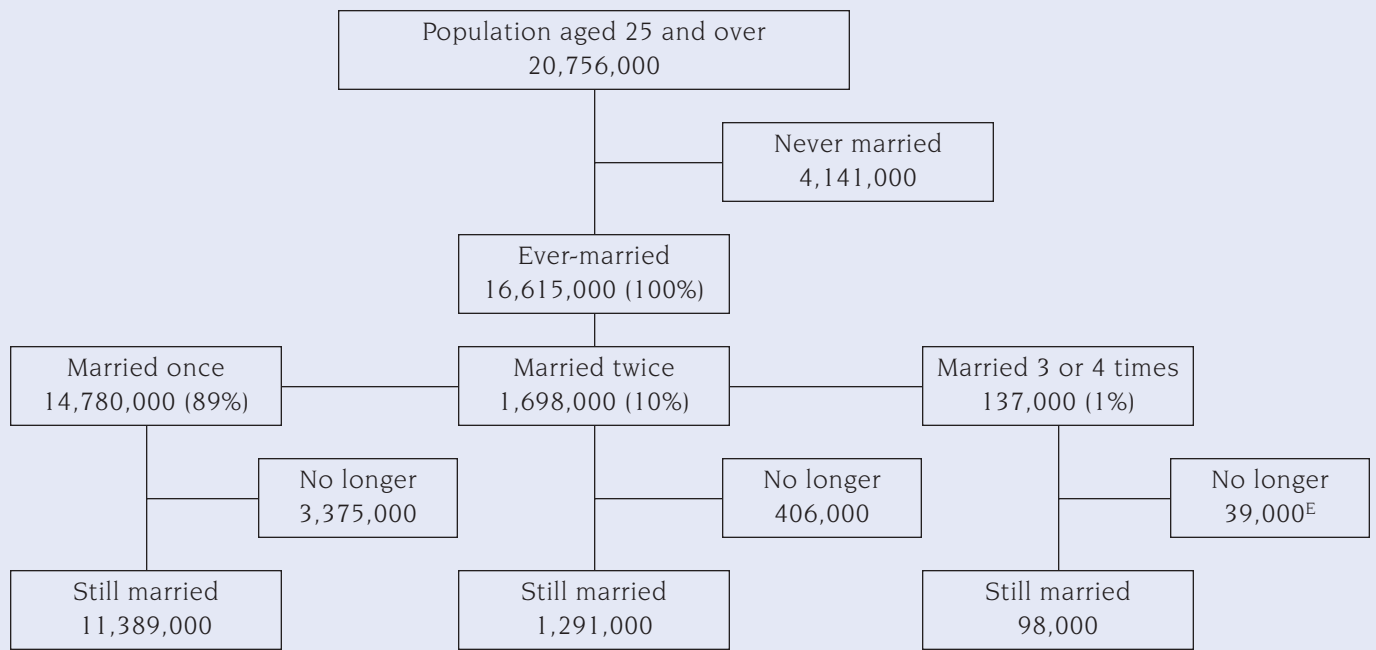 Population aged 25 and over
20,756,000
Never married
4,141,000
Ever-married
16,615,000 (100%)
Married once
14,780,000 (89%)
Married twice
1,698,000 (10%)
Married 3 or 4 times
137,000 (1%)
No longer
3,375,000
No longer
406,000
No longer
39,000ᴱ
Still married
11,389,000
Still married
1,291,000
Still married
98,000